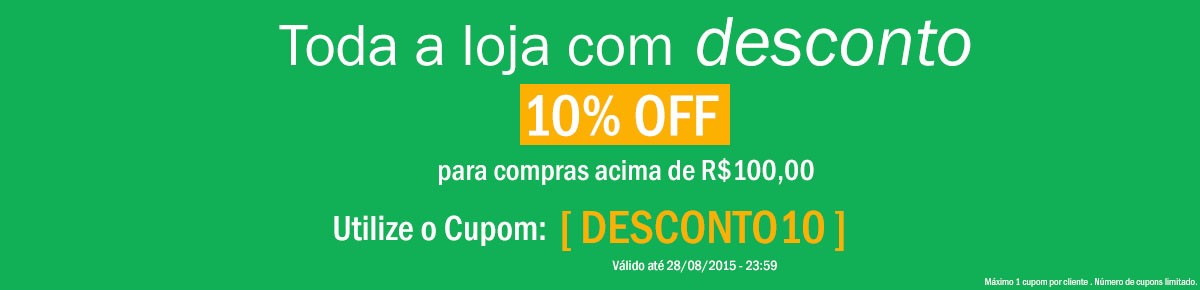 Toda a loja com desconto
10% OFF
para compras acima de R$100,00
Utilize o Cupom: [ DESCONTO10 ]
Válido até 28/08/2015 - 23:59
Máximo 1 cupom por cliente . Número de cupons limitado.